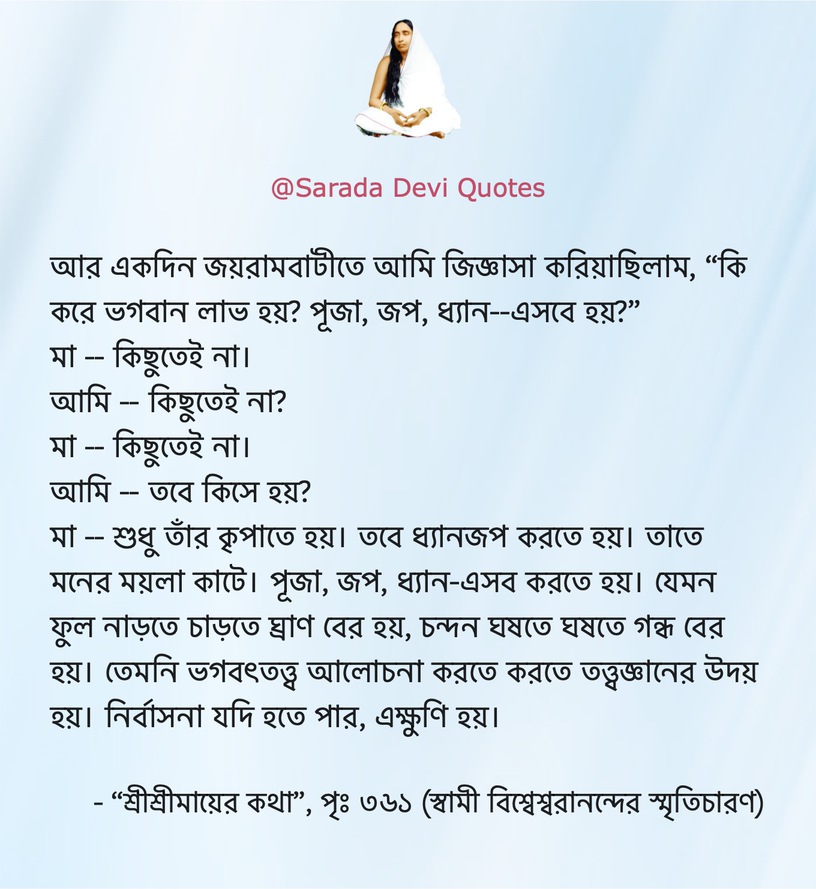 @Sarada Devi Quotes
আর একদিন জয়রামবাটীতে আমি জিজ্ঞাসা করিয়াছিলাম, “কি
করে ভগবান লাভ হয়? পূজা, জপ, ধ্যান--এসবে হয়?”
মা -- কিছুতেই না।
আমি -- কিছুতেই না?
মা -- কিছুতেই না।
আমি -- তবে কিসে হয়?
মা -- শুধু তাঁর কৃপাতে হয়। তবে ধ্যানজপ করতে হয়। তাতে
মনের ময়লা কাটে। পূজা, জপ, ধ্যান-এসব করতে হয়। যেমন
ফুল নাড়তে চাড়তে ঘ্রাণ বের হয়, চন্দন ঘষতে ঘষতে গন্ধ বের
হয়। তেমনি ভগবৎতত্ত্ব আলোচনা করতে করতে তত্ত্বজ্ঞানের উদয়
হয়। নির্বাসনা যদি হতে পার, এক্ষুণি হয়।
- “শ্রীশ্রীমায়ের কথা”, পৃঃ ৩৬১ (স্বামী বিশ্বেশ্বরানন্দের স্মৃতিচারণ)